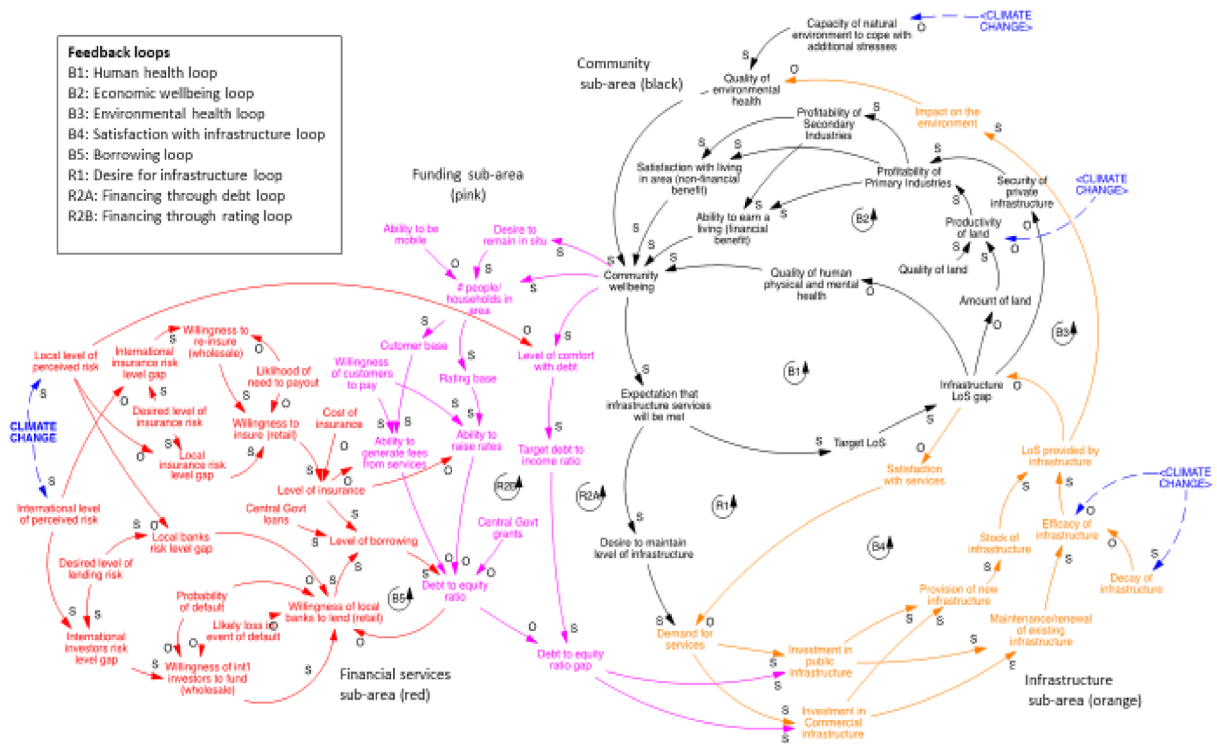 Feedback loops
B1: Human health loop
B2: Economic wellbeing loop
B3: Environmental health loop
B4: Satisfaction with infrastructure loop
B5: Borrowing loop
R1: Desire for infrastructure loop
R2A: Financing through debt loop
R2B: Financing through rating loop
Community
sub-area (black)
Capacity of natural
environment to cope with
additional stresses
<CLIMATE
CHANGE>
Quality of
environmental
health
Impact on the
environment
Profitability of
Secondary
Industries
Satisfaction with living
in area (non-financial
benefit)
Profitability of
Primary Industries
Security of
private
infrastructure
<CLIMATE
CHANGE>
Ability to earn a
living (financial
benefit)
B2
Productivity
of land
Quality of land
Amount of land
Quality of human
physical and mental
health
Community
wellbeing
B3
B1
Infrastructure
LoS gap
Expectation that
infrastructure services
will be met
Target LoS
Funding sub-area
(pink)
Ability to be
mobile
Desire to
remain in situ
# people/
households in
area
Cutomer base
Willingness
of customers
to pay
Rating base
Level of comfort
with debt
Ability to
generate fees
from services
Ability to
raise rates
Target debt to
income ratio
R2B
R2A
R1
B4
B5
Central Govt
grants
Debt to equity
ratio
Debt to equity
ratio gap
Local level of
perceived risk
International
insurance risk
level gap
Willingness to
re-insure
(wholesale)
Liklihood of
need to payout
Desired level of
insurance risk
Willingness to
insure (retail)
Cost of
insurance
Local
insurance risk
level gap
CLIMATE
CHANGE
Level of insurance
International level
of perceived risk
Central Govt
loans
Local banks
risk level gap
Level of borrowing
Desired level of
lending risk
Probability
of default
Likely loss in
event of default
Willingness of local
banks to lend (retail)
International
investors risk
level gap
Willingness of int'l
investors to fund
(wholesale)
Financial services
sub-area (red)
Desire to maintain
level of infrastructure
Satisfaction
with services
LoS provided by
infrastructure
<CLIMATE
CHANGE>
Efficacy of
infrastructure
Stock of
infrastructure
Decay of
infrastructure
Provision of new
infrastructure
Maintenance/renewal
of existing
infrastructure
Demand for
services
Investment in
public
infrastructure
Investment in
Commercial
infrastructure
Infrastructure
sub-area (orange)